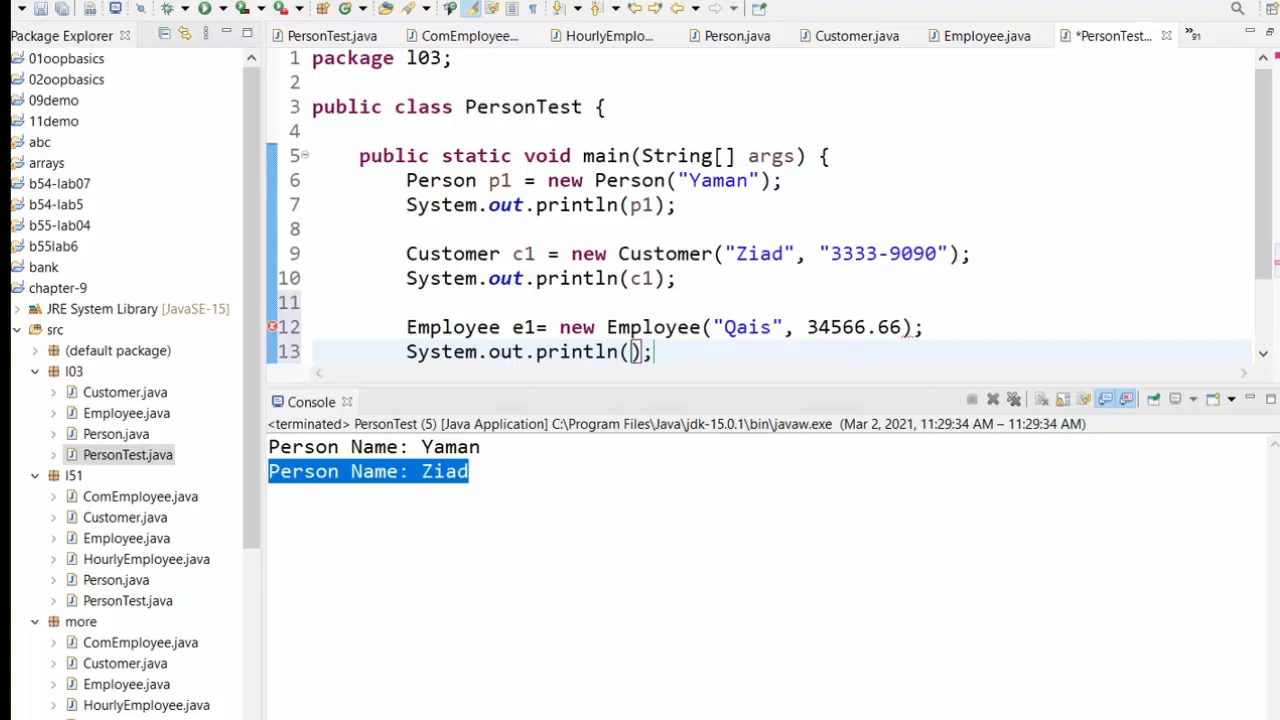 Package Explorer
PersonTest.java
ComEmployee...
HourlyEmplo...
Person.java
Customer.java
Employee.java
*PersonTest...
»91
01oopbasics
02oopbasics
09demo
11demo
abc
arrays
b54-lab07
b54-lab5
b55-lab04
b55lab6
bank
chapter-9
JRE System Library [JavaSE-15]
src
(default package)
l03
Customer.java
Employee.java
Person.java
PersonTest.java
l51
ComEmployee.java
Customer.java
Employee.java
HourlyEmployee.java
Person.java
PersonTest.java
more
ComEmployee.java
Customer.java
Employee.java
HourlyEmployee.java
1 package l03;
2
3 public class PersonTest {
4
5 public static void main(String[] args) {
6 Person p1 = new Person("Yaman");
7 System.out.println(p1);
8
9 Customer c1 = new Customer("Ziad", "3333-9090");
10 System.out.println(c1);
11
12 Employee e1= new Employee("Qais", 34566.66);
13 System.out.println();
Console
<terminated> PersonTest (5) [Java Application] C:\Program Files\Java\jdk-15.0.1\bin\javaw.exe (Mar 2, 2021, 11:29:34 AM – 11:29:34 AM)
Person Name: Yaman
Person Name: Ziad